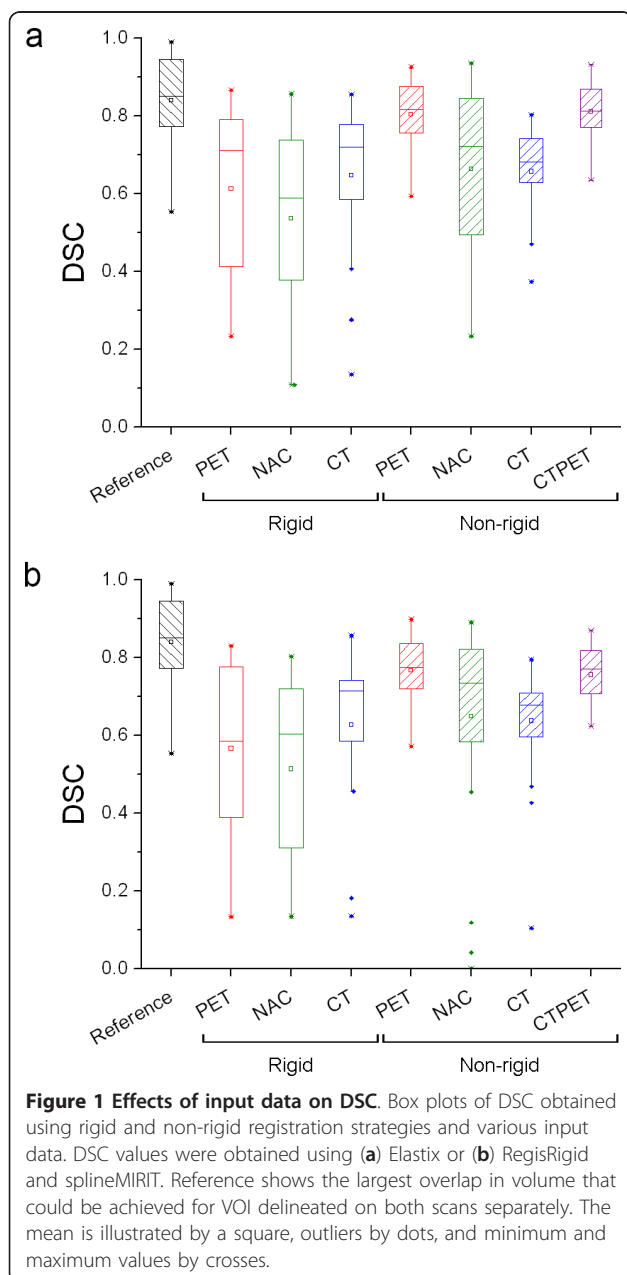 a
1.0
0.8
0.6
0.4
0.2
0.0
DSC
Reference
PET
NAC
CT
PET
NAC
CT
CTPET
Rigid
Non-rigid
b
1.0
0.8
0.6
0.4
0.2
0.0
DSC
Reference
PET
NAC
CT
PET
NAC
CT
CTPET
Rigid
Non-rigid
Figure 1 Effects of input data on DSC. Box plots of DSC obtained
using rigid and non-rigid registration strategies and various input
data. DSC values were obtained using (a) Elastix or (b) RegisRigid
and splineMIRIT. Reference shows the largest overlap in volume that
could be achieved for VOI delineated on both scans separately. The
mean is illustrated by a square, outliers by dots, and minimum and
maximum values by crosses.